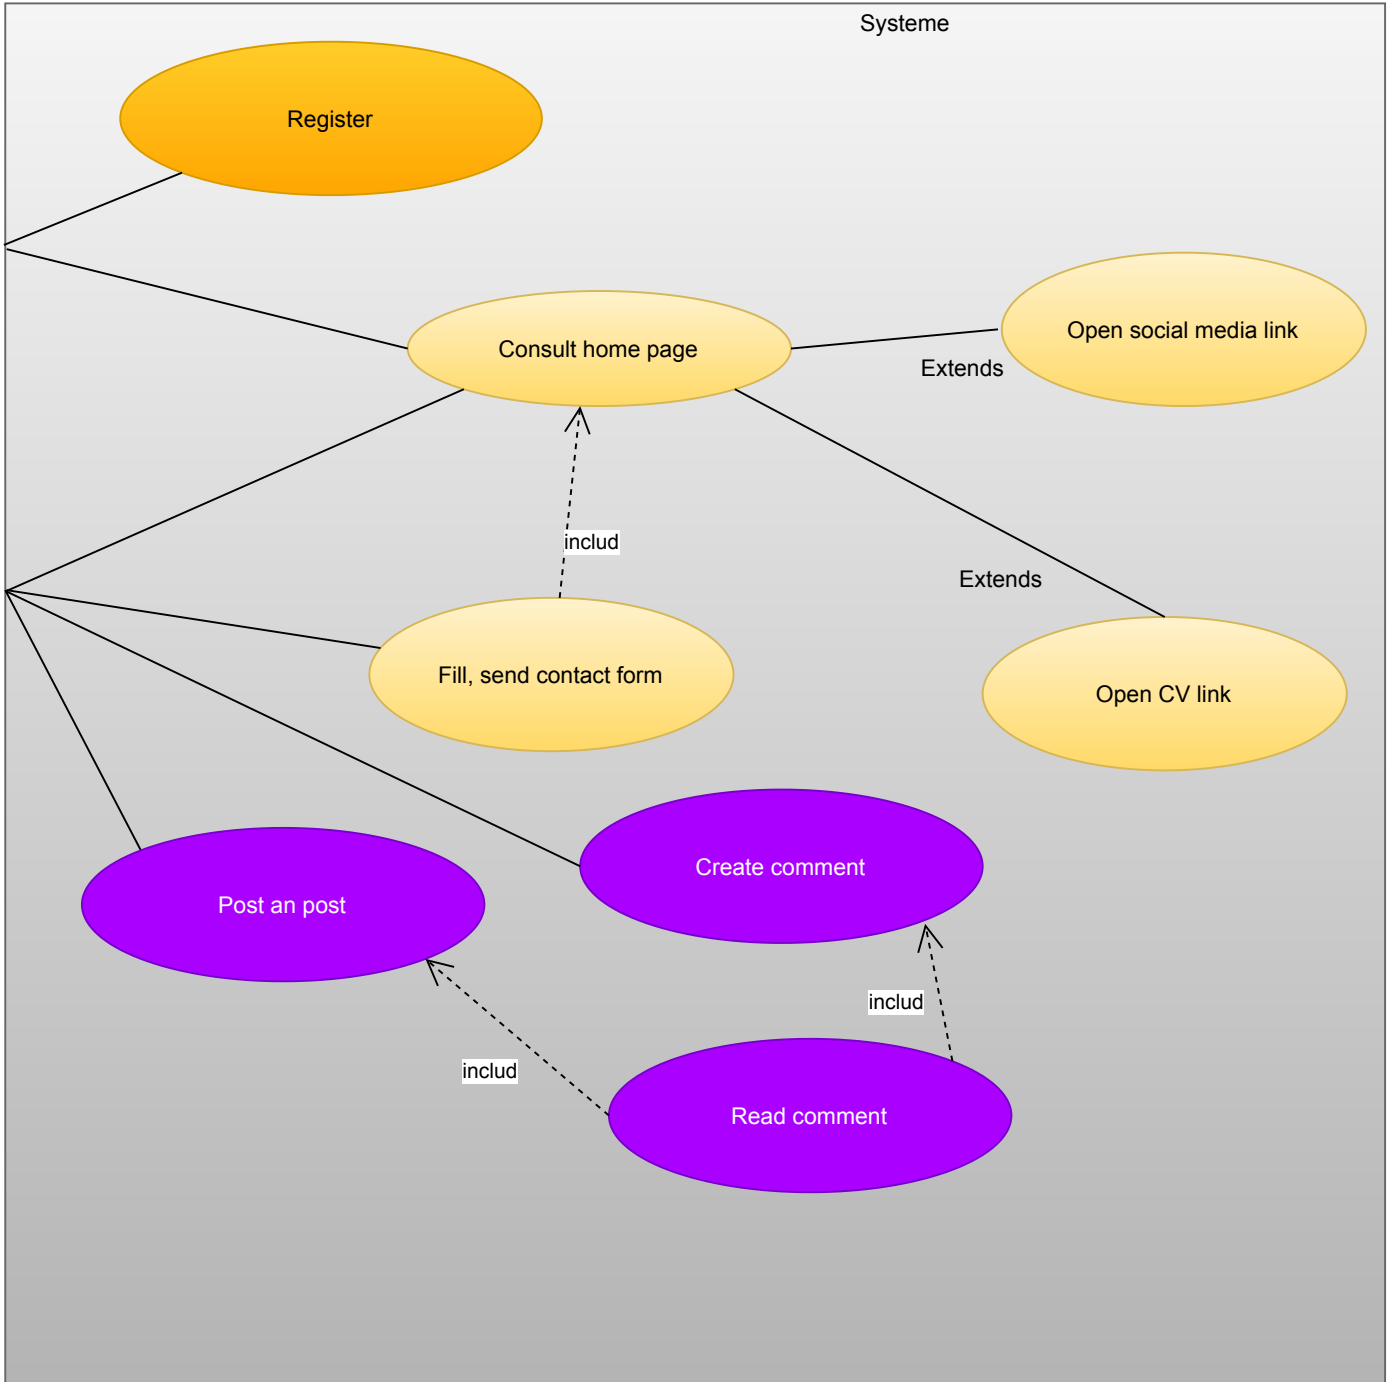 Systeme
Register
Open social media link
Consult home page
Extends
includ
Extends
Fill, send contact form
Open CV link
Create comment
Post an post
includ
includ
Read comment